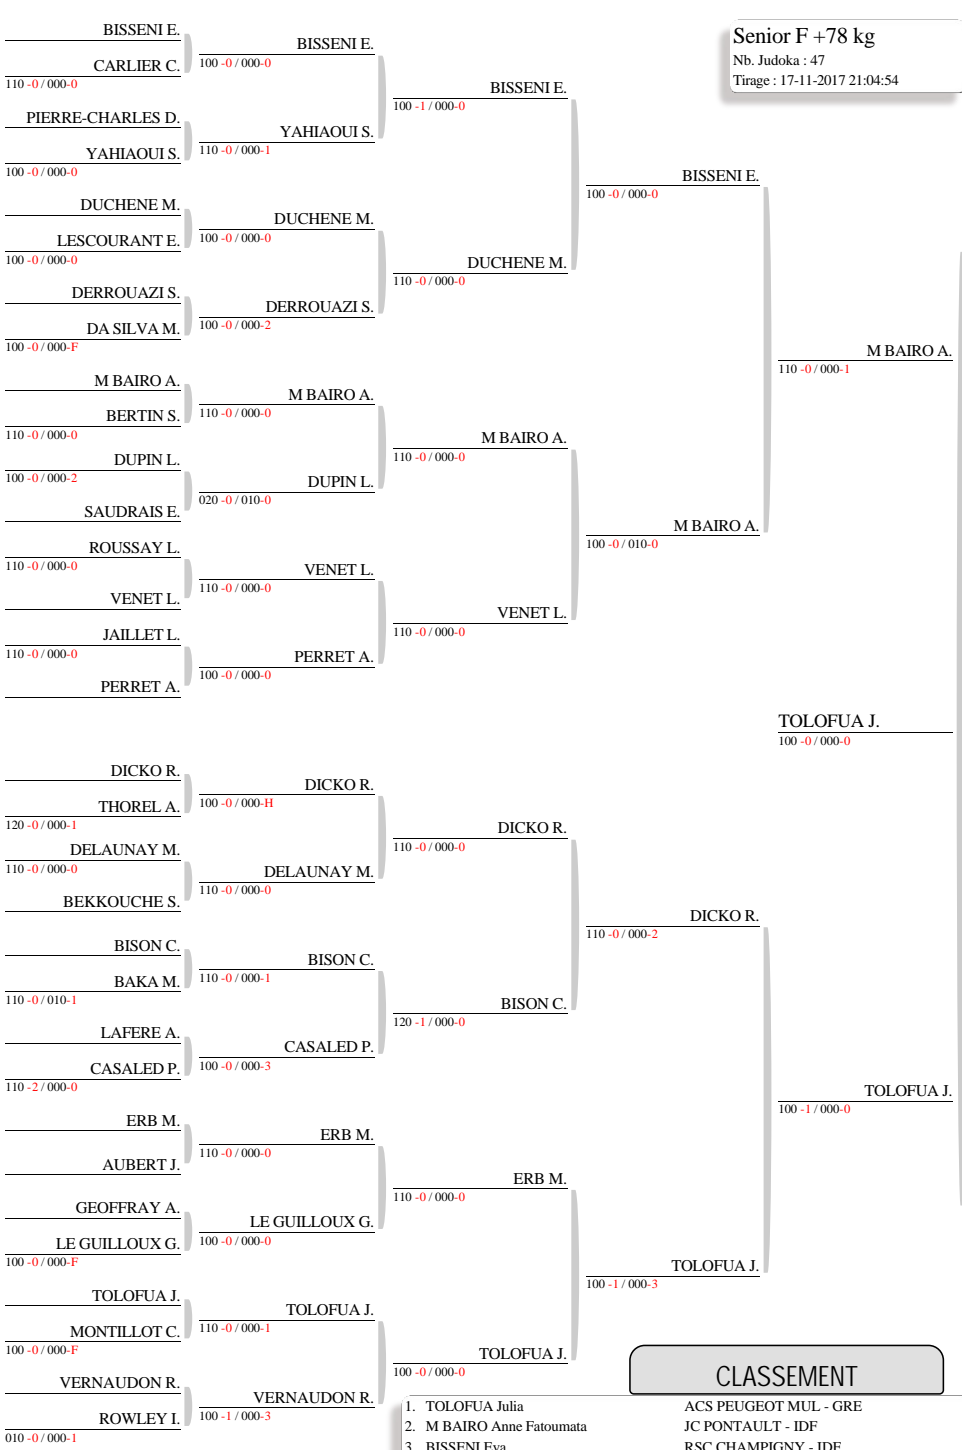 Senior F +78 kg
Nb. Judoka : 47
Tirage : 17-11-2017 21:04:54
BISSENI E.
CARLIER C.
110 -0 / 000-0
PIERRE-CHARLES D.
YAHIAOUI S.
100 -0 / 000-0
DUCHENE M.
LESCOURANT E.
100 -0 / 000-0
DERROUAZI S.
DA SILVA M.
100 -0 / 000-F
M BAIRO A.
BERTIN S.
110 -0 / 000-0
DUPIN L.
100 -0 / 000-2
SAUDRAIS E.
ROUSSAY L.
110 -0 / 000-0
VENET L.
JAILLET L.
110 -0 / 000-0
PERRET A.
DICKO R.
THOREL A.
120 -0 / 000-1
DELAUNAY M.
110 -0 / 000-0
BEKKOUCHE S.
BISON C.
BAKA M.
110 -0 / 010-1
LAFERE A.
CASALED P.
110 -2 / 000-0
ERB M.
AUBERT J.
GEOFFRAY A.
LE GUILLOUX G.
100 -0 / 000-F
TOLOFUA J.
MONTILLOT C.
100 -0 / 000-F
VERNAUDON R.
ROWLEY I.
010 -0 / 000-1
BISSENI E.
100 -0 / 000-0
YAHIAOUI S.
110 -0 / 000-1
DUCHENE M.
100 -0 / 000-0
DERROUAZI S.
100 -0 / 000-2
M BAIRO A.
110 -0 / 000-0
DUPIN L.
020 -0 / 010-0
VENET L.
110 -0 / 000-0
PERRET A.
100 -0 / 000-0
DICKO R.
100 -0 / 000-H
DELAUNAY M.
110 -0 / 000-0
BISON C.
110 -0 / 000-1
CASALED P.
100 -0 / 000-3
ERB M.
110 -0 / 000-0
LE GUILLOUX G.
100 -0 / 000-0
TOLOFUA J.
110 -0 / 000-1
VERNAUDON R.
100 -1 / 000-3
BISSENI E.
100 -1 / 000-0
DUCHENE M.
110 -0 / 000-0
M BAIRO A.
110 -0 / 000-0
VENET L.
110 -0 / 000-0
DICKO R.
110 -0 / 000-0
BISON C.
120 -1 / 000-0
ERB M.
110 -0 / 000-0
TOLOFUA J.
100 -0 / 000-0
BISSENI E.
100 -0 / 000-0
M BAIRO A.
100 -0 / 010-0
DICKO R.
110 -0 / 000-2
TOLOFUA J.
100 -1 / 000-3
M BAIRO A.
110 -0 / 000-1
TOLOFUA J.
100 -0 / 000-0
TOLOFUA J.
100 -1 / 000-0
CLASSEMENT
1. TOLOFUA Julia ACS PEUGEOT MUL - GRE
2. M BAIRO Anne Fatoumata JC PONTAULT - IDF
3. BISSENI Eva RSC CHAMPIGNY - IDF